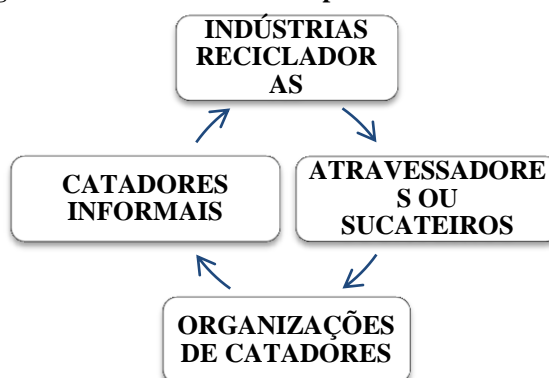 INDÚSTRIAS
RECICLADOR
AS
CATADORES
INFORMAIS
ATRAVESSADORE
S OU
SUCATEIROS
ORGANIZAÇÕES
DE CATADORES